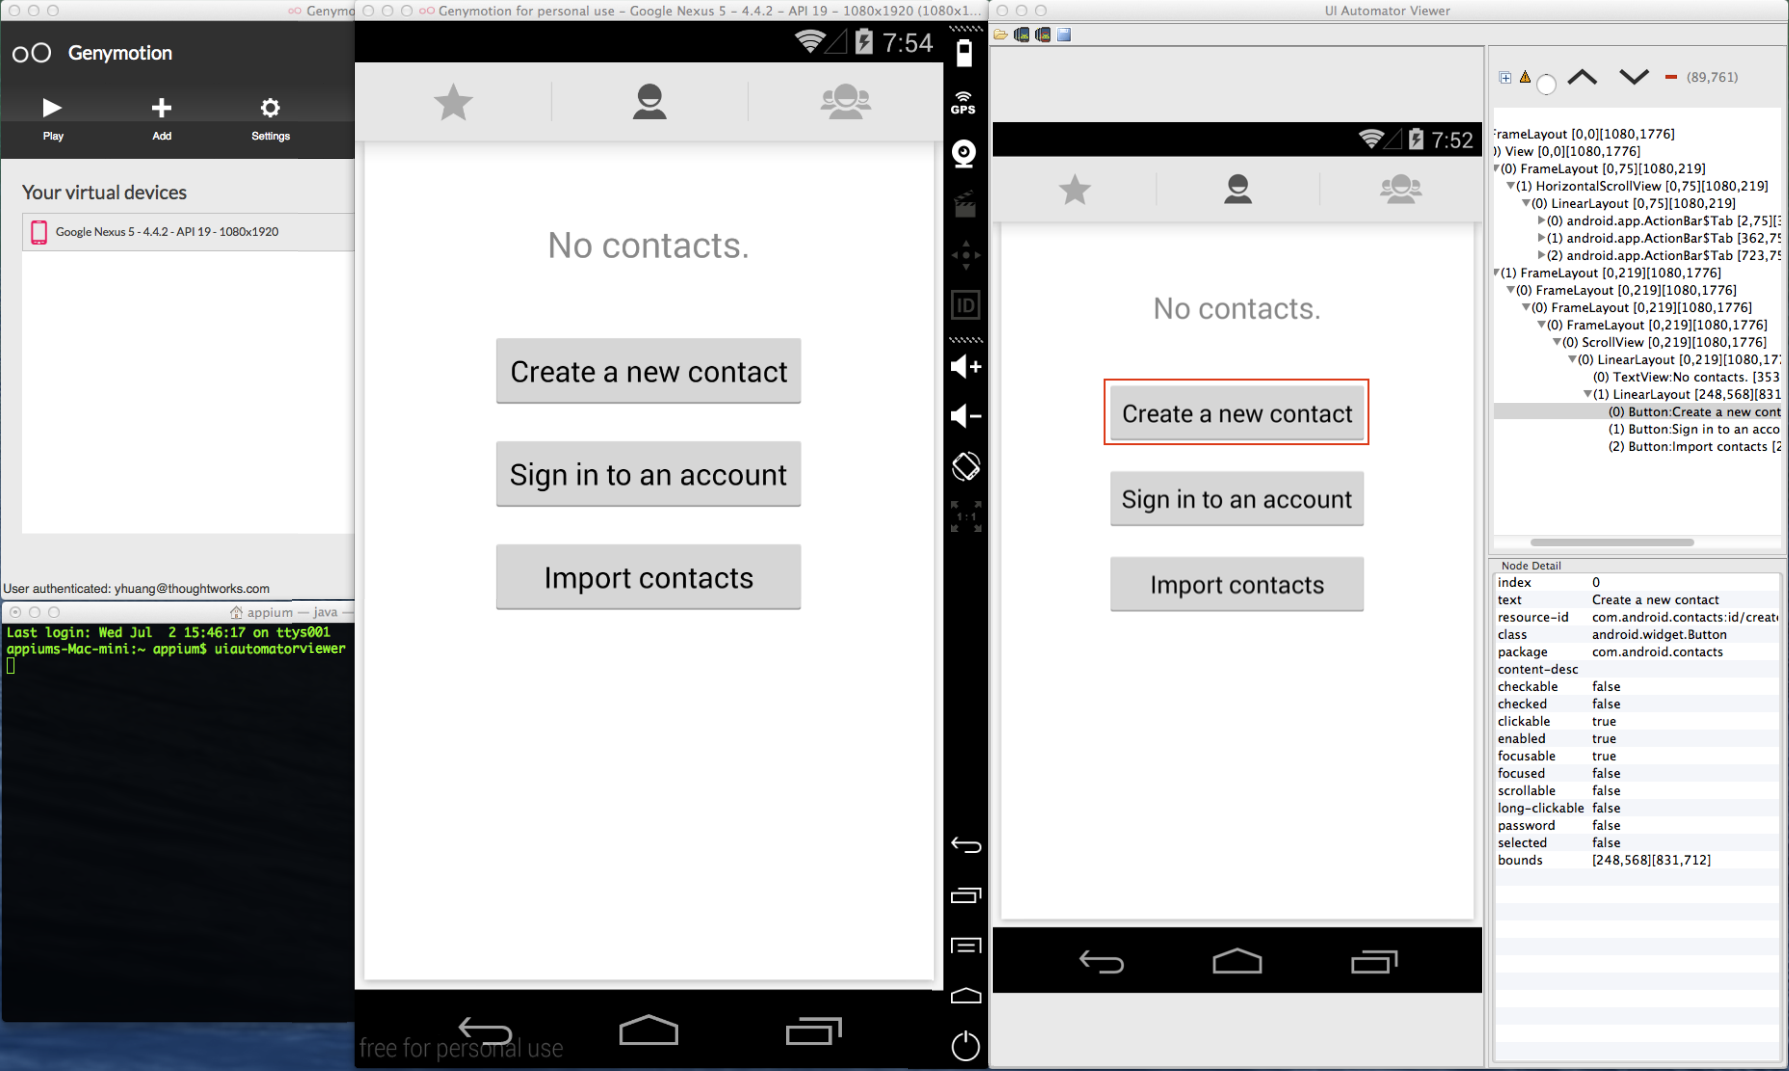 Genymo
Genymotion
Play
Add
Settings
Your virtual devices
Google Nexus 5 - 4.4.2 - API 19 - 1080x1920
User authenticated: yhuang@thoughtworks.com
appium — java —
Last login: Wed Jul  2 15:46:17 on ttys001
appiums-Mac-mini:~ appium$ uiautomatorviewer
Genymotion for personal use – Google Nexus 5 – 4.4.2 – API 19 – 1080x1920 (1080x1...
7:54
No contacts.
Create a new contact
Sign in to an account
Import contacts
free for personal use
GPS
ID
1:1
UI Automator Viewer
7:52
No contacts.
Create a new contact
Sign in to an account
Import contacts
(89,761)
FrameLayout [0,0][1080,1776]
) View [0,0][1080,1776]
(0) FrameLayout [0,75][1080,219]
(1) HorizontalScrollView [0,75][1080,219]
(0) LinearLayout [0,75][1080,219]
(0) android.app.ActionBar$Tab [2,75][3
(1) android.app.ActionBar$Tab [362,75
(2) android.app.ActionBar$Tab [723,75
(1) FrameLayout [0,219][1080,1776]
(0) FrameLayout [0,219][1080,1776]
(0) FrameLayout [0,219][1080,1776]
(0) FrameLayout [0,219][1080,1776]
(0) ScrollView [0,219][1080,1776]
(0) LinearLayout [0,219][1080,177
(0) TextView:No contacts. [353
(1) LinearLayout [248,568][831
(0) Button:Create a new cont
(1) Button:Sign in to an acco
(2) Button:Import contacts [2
Node Detail
index 0
text Create a new contact
resource-id com.android.contacts:id/create
class android.widget.Button
package com.android.contacts
content-desc
checkable false
checked false
clickable true
enabled true
focusable true
focused false
scrollable false
long-clickable false
password false
selected false
bounds [248,568][831,712]